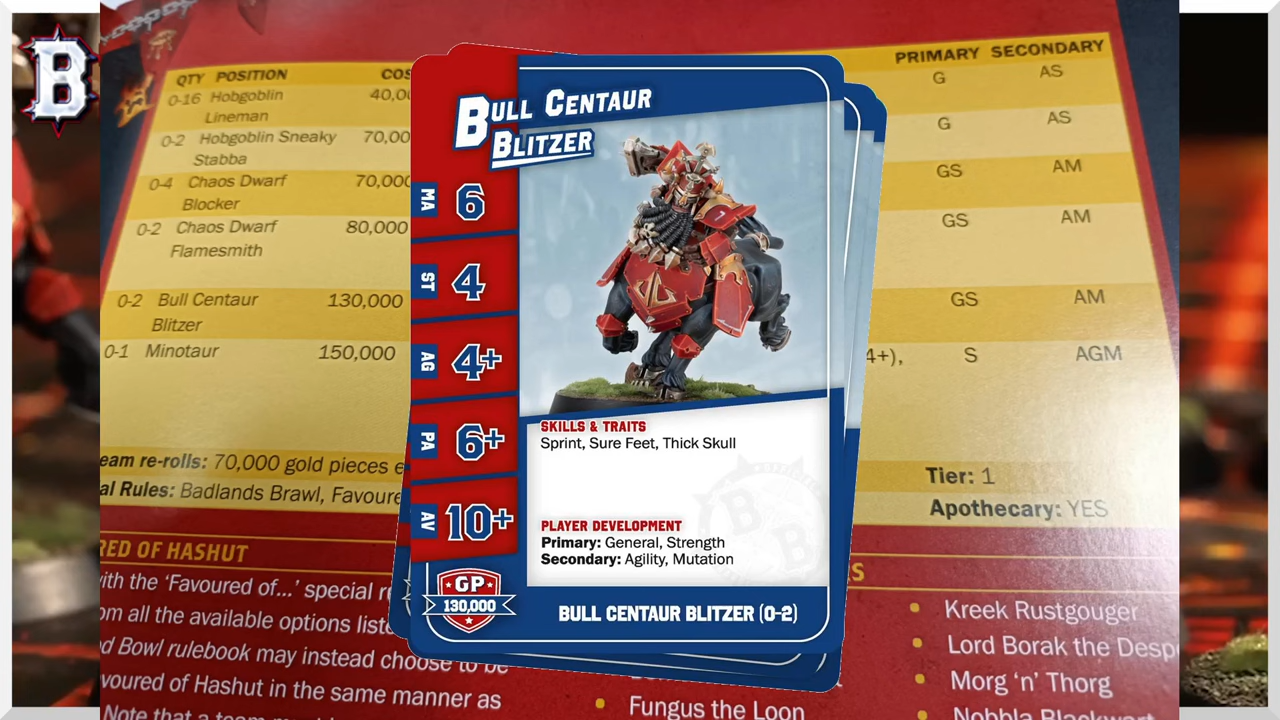 B
QTY POSITION
0-16 Hobgoblin
Lineman
40,0
0-2 Hobgoblin Sneaky
Stabba
70,00
0-4 Chaos Dwarf
Blocker
70,000
0-2 Chaos Dwarf
Flamesmith
80,000
0-2 Bull Centaur
Blitzer
130,000
0-1 Minotaur
150,000
eam re-rolls: 70,000 gold pieces e
al Rules: Badlands Brawl, Favoure
RED OF HASHUT
with the ‘Favoured of...’ special
om all the available options liste
d Bowl rulebook may instead choose to be
voured of Hashut in the same manner as
Note that a team
BULL CENTAUR
BLITZER
MA 6
ST 4
AG 4+
PA 6+
AV 10+
SKILLS & TRAITS
Sprint, Sure Feet, Thick Skull
PLAYER DEVELOPMENT
Primary: General, Strength
Secondary: Agility, Mutation
GP
130,000
BULL CENTAUR BLITZER (0-2)
PRIMARY SECONDARY
G AS
G AS
GS AM
GS AM
GS AM
4+), S AGM
Tier: 1
Apothecary: YES
Kreek Rustgouger
Lord Borak the Desp
Morg ‘n’ Thorg
Nobbla Blackwart
Fungus the Loon